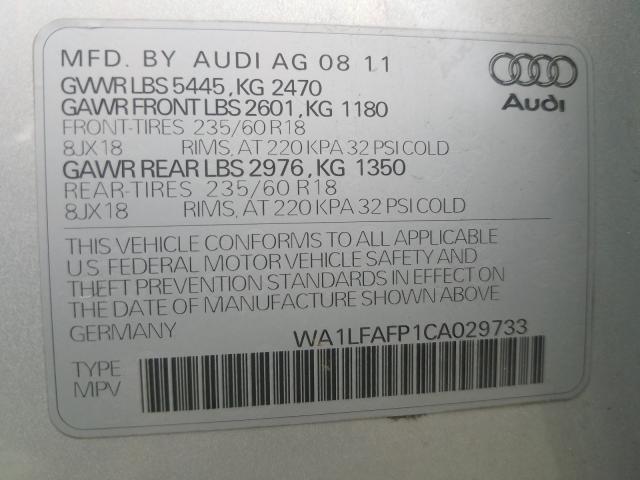 MFD. BY AUDI AG 08 11
GVWR LBS 5445, KG 2470
GAWR FRONT LBS 2601, KG 1180
FRONT-TIRES 235/60 R18
8JX18 RIMS, AT 220 KPA 32 PSI COLD
GAWR REAR LBS 2976, KG 1350
REAR-TIRES 235/60 R18
8JX18 RIMS, AT 220 KPA 32 PSI COLD
Audi
THIS VEHICLE CONFORMS TO ALL APPLICABLE
U.S. FEDERAL MOTOR VEHICLE SAFETY AND
THEFT PREVENTION STANDARDS IN EFFECT ON
THE DATE OF MANUFACTURE SHOWN ABOVE.
GERMANY WA1LFAFP1CA029733
TYPE
MPV